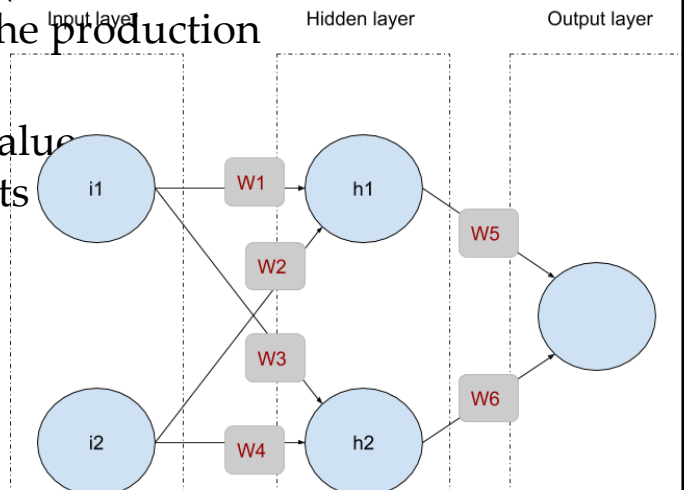 Input layer
Hidden layer
Output layer
he production
alue
ts
i1
W1
h1
W5
W2
W3
W6
i2
W4
h2